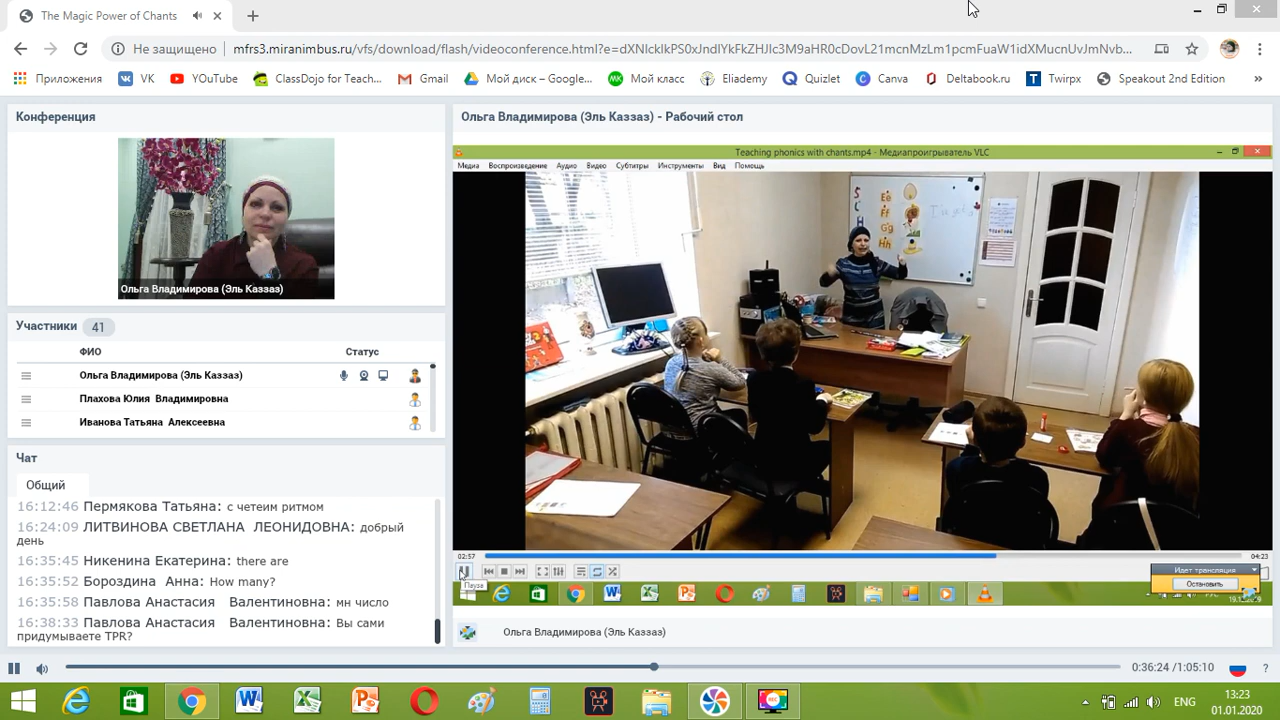 The Magic Power of Chants
Не защищено mfrs3.miranimbus.ru/vfs/download/flash/videoconference.html?e=dXNlcklkPS0xJndlYkFkZHJlc3M9aHR0cDovL21mcnMzLm1pcmFuaW1idXMucnUvJmNvb...
Приложения VK YOutube ClassDojo for Teach... Gmail Мой диск – Google... Мой класс Eliademy Quizlet Canva Deltabook.ru Twirpx Speakout 2nd Edition »
Конференция
Ольга Владимирова (Эль Каззаз)
Участники 41
ФИО Статус
Ольга Владимирова (Эль Каззаз)
Плахова Юлия Владимировна
Иванова Татьяна Алексеевна
Чат
Общий
16:12:46 Пермякова Татьяна: с четеим ритмом
16:24:09 ЛИТВИНОВА СВЕТЛАНА ЛЕОНИДОВНА: добрый
день
16:35:45 Никенина Екатерина: there are
16:35:52 Бороздина Анна: How many?
16:35:58 Павлова Анастасия Валентиновна: мн число
16:38:33 Павлова Анастасия Валентиновна: Вы сами
придумываете TPR?
Ольга Владимирова (Эль Каззаз) - Рабочий стол
Teaching phonics with chants.mp4 - Медиапроигрыватель VLC
Медиа Воспроизведение Аудио Видео Субтитры Инструменты Вид Помощь
S
C
H
Ee
Ff
Gg
Hh
02:57 04:23
Пауза
Идет трансляция
Остановить
Ольга Владимирова (Эль Каззаз)
0:36:24 / 1:05:10 ?
ENG
13:23
01.01.2020